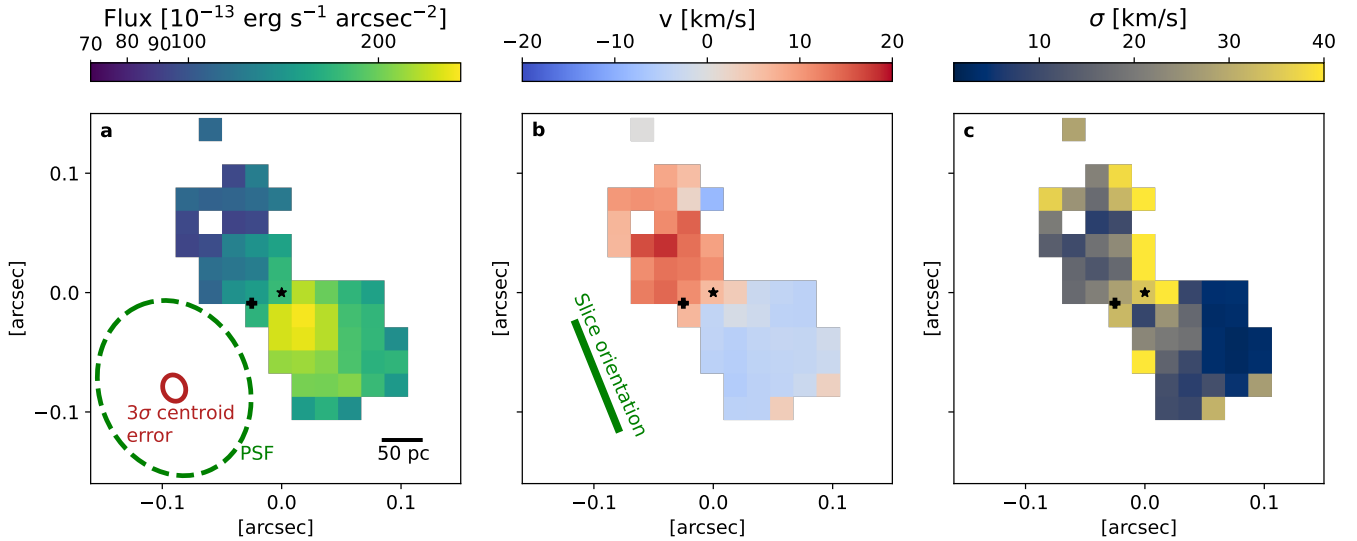 Flux [10⁻¹³ erg s⁻¹ arcsec⁻²]
70 80 90 100 200
a
0.1
0.0
−0.1
[arcsec]
3σ centroid
error
PSF
50 pc
−0.1 0.0 0.1
[arcsec]
v [km/s]
−20 −10 0 10 20
b
Slice orientation
[arcsec]
−0.1 0.0 0.1
[arcsec]
σ [km/s]
10 20 30 40
c
[arcsec]
−0.1 0.0 0.1
[arcsec]